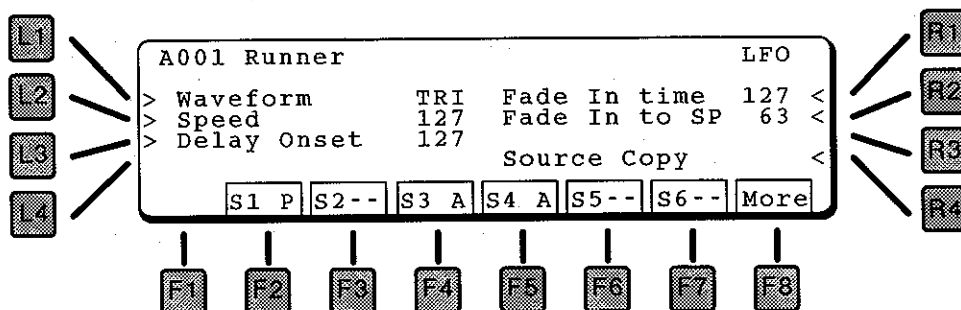 L1
L2
L3
L4
A001 Runner LFO
> Waveform TRI Fade In time 127 <
> Speed 127 Fade In to SP 63 <
> Delay Onset 127
Source Copy <
S1 P S2-- S3 A S4 A S5-- S6-- More
R1
R2
R3
R4
F1 F2 F3 F4 F5 F6 F7 F8